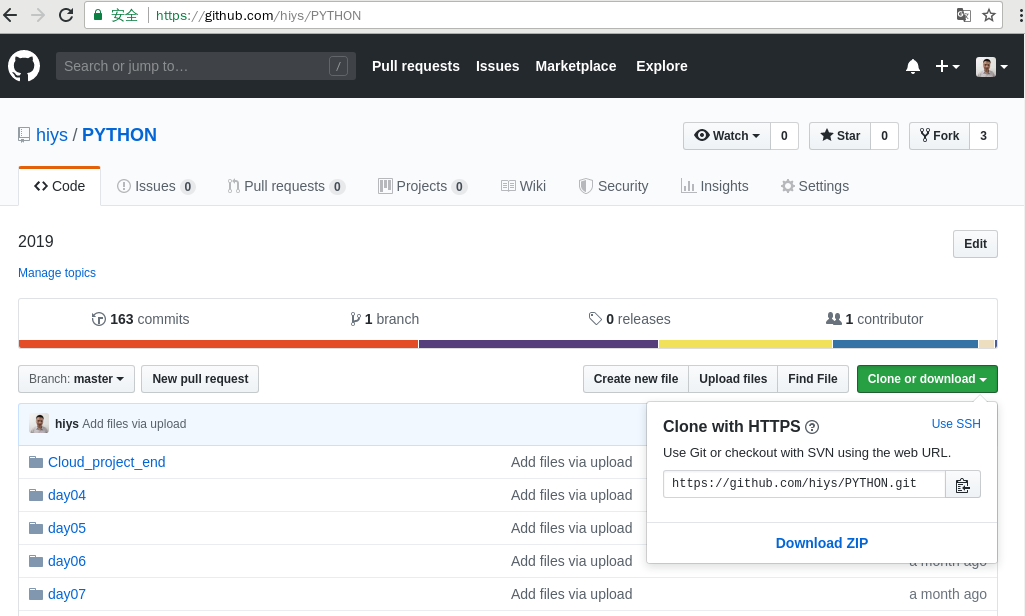 安全 https://github.com/hiys/PYTHON
Search or jump to… / Pull requests Issues Marketplace Explore
hiys / PYTHON Watch 0 Star 0 Fork 3
Code Issues 0 Pull requests 0 Projects 0 Wiki Security Insights Settings
2019 Edit
Manage topics
163 commits 1 branch 0 releases 1 contributor
Branch: master New pull request Create new file Upload files Find File Clone or download
hiys Add files via upload
Clone with HTTPS Use SSH
Use Git or checkout with SVN using the web URL.
https://github.com/hiys/PYTHON.git
Download ZIP
Cloud_project_end Add files via upload
day04 Add files via upload
day05 Add files via upload
day06 Add files via upload a month ago
day07 Add files via upload a month ago